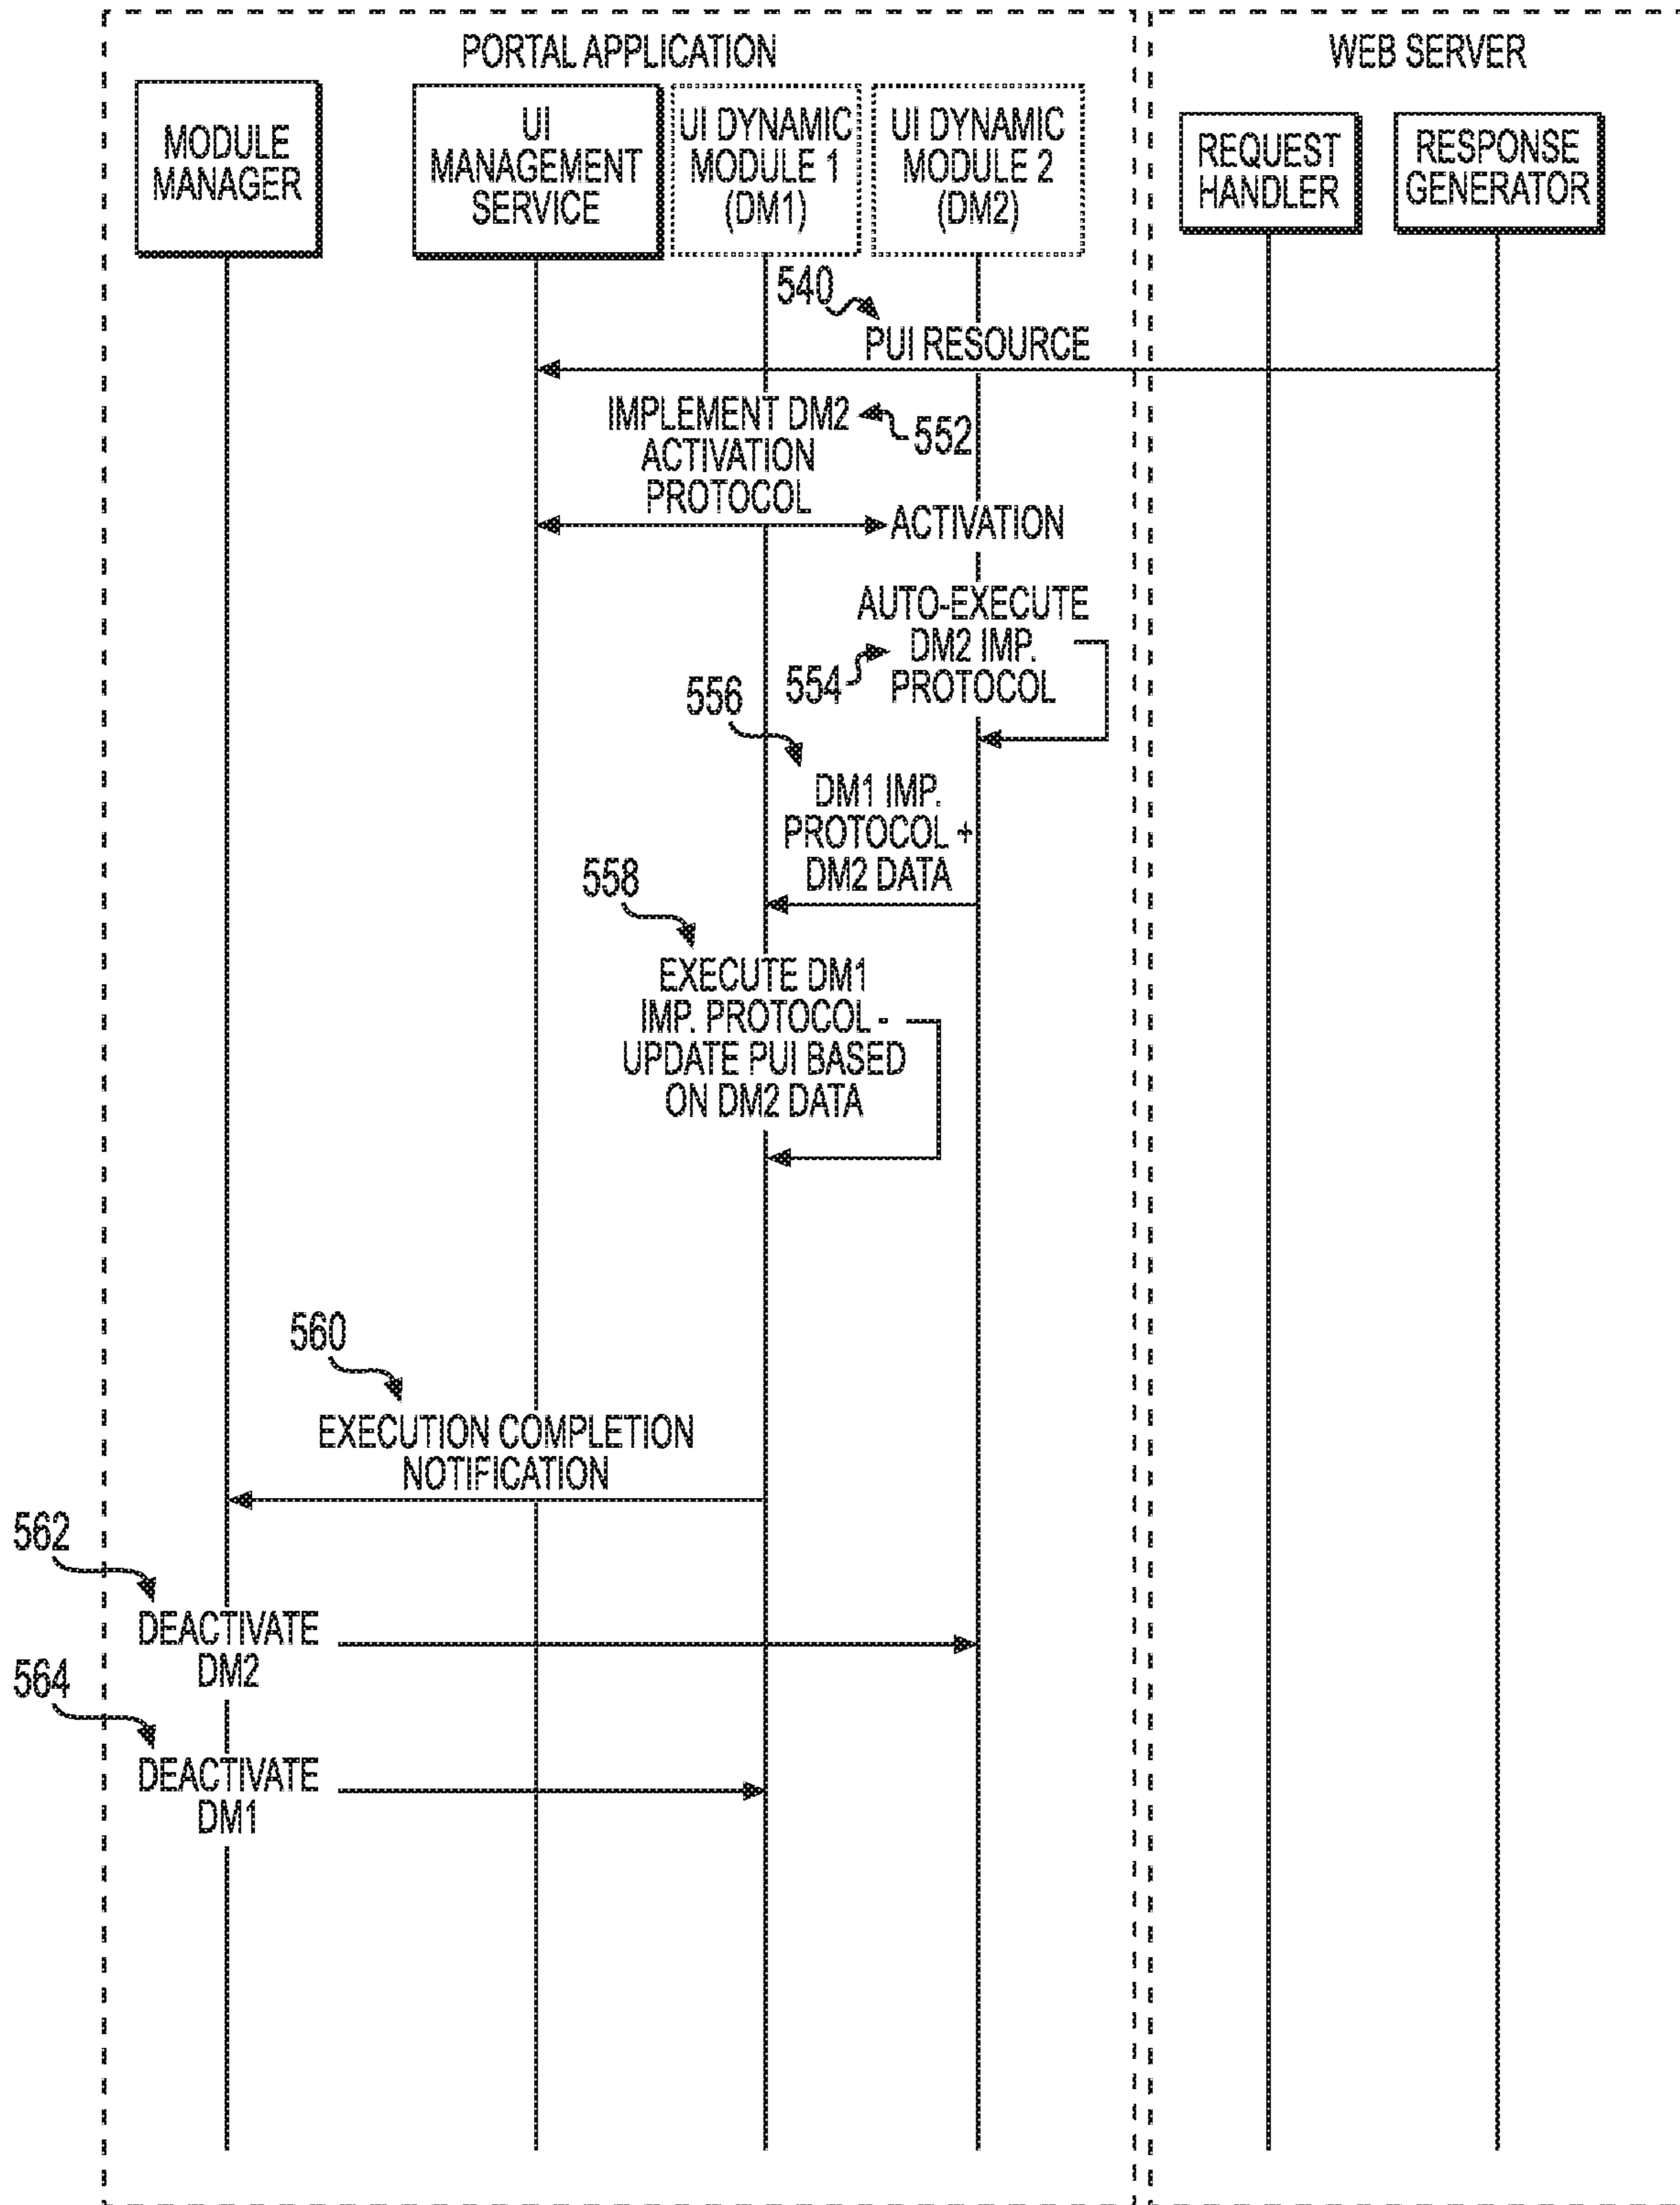 PORTAL APPLICATION
WEB SERVER
MODULE
MANAGER
UI
MANAGEMENT
SERVICE
UI DYNAMIC
MODULE 1
(DM1)
UI DYNAMIC
MODULE 2
(DM2)
REQUEST
HANDLER
RESPONSE
GENERATOR
540
PUI RESOURCE
IMPLEMENT DM2
ACTIVATION
PROTOCOL
552
ACTIVATION
AUTO-EXECUTE
DM2 IMP.
PROTOCOL
554
556
DM1 IMP.
PROTOCOL +
DM2 DATA
558
EXECUTE DM1
IMP. PROTOCOL -
UPDATE PUI BASED
ON DM2 DATA
560
EXECUTION COMPLETION
NOTIFICATION
562
DEACTIVATE
DM2
564
DEACTIVATE
DM1